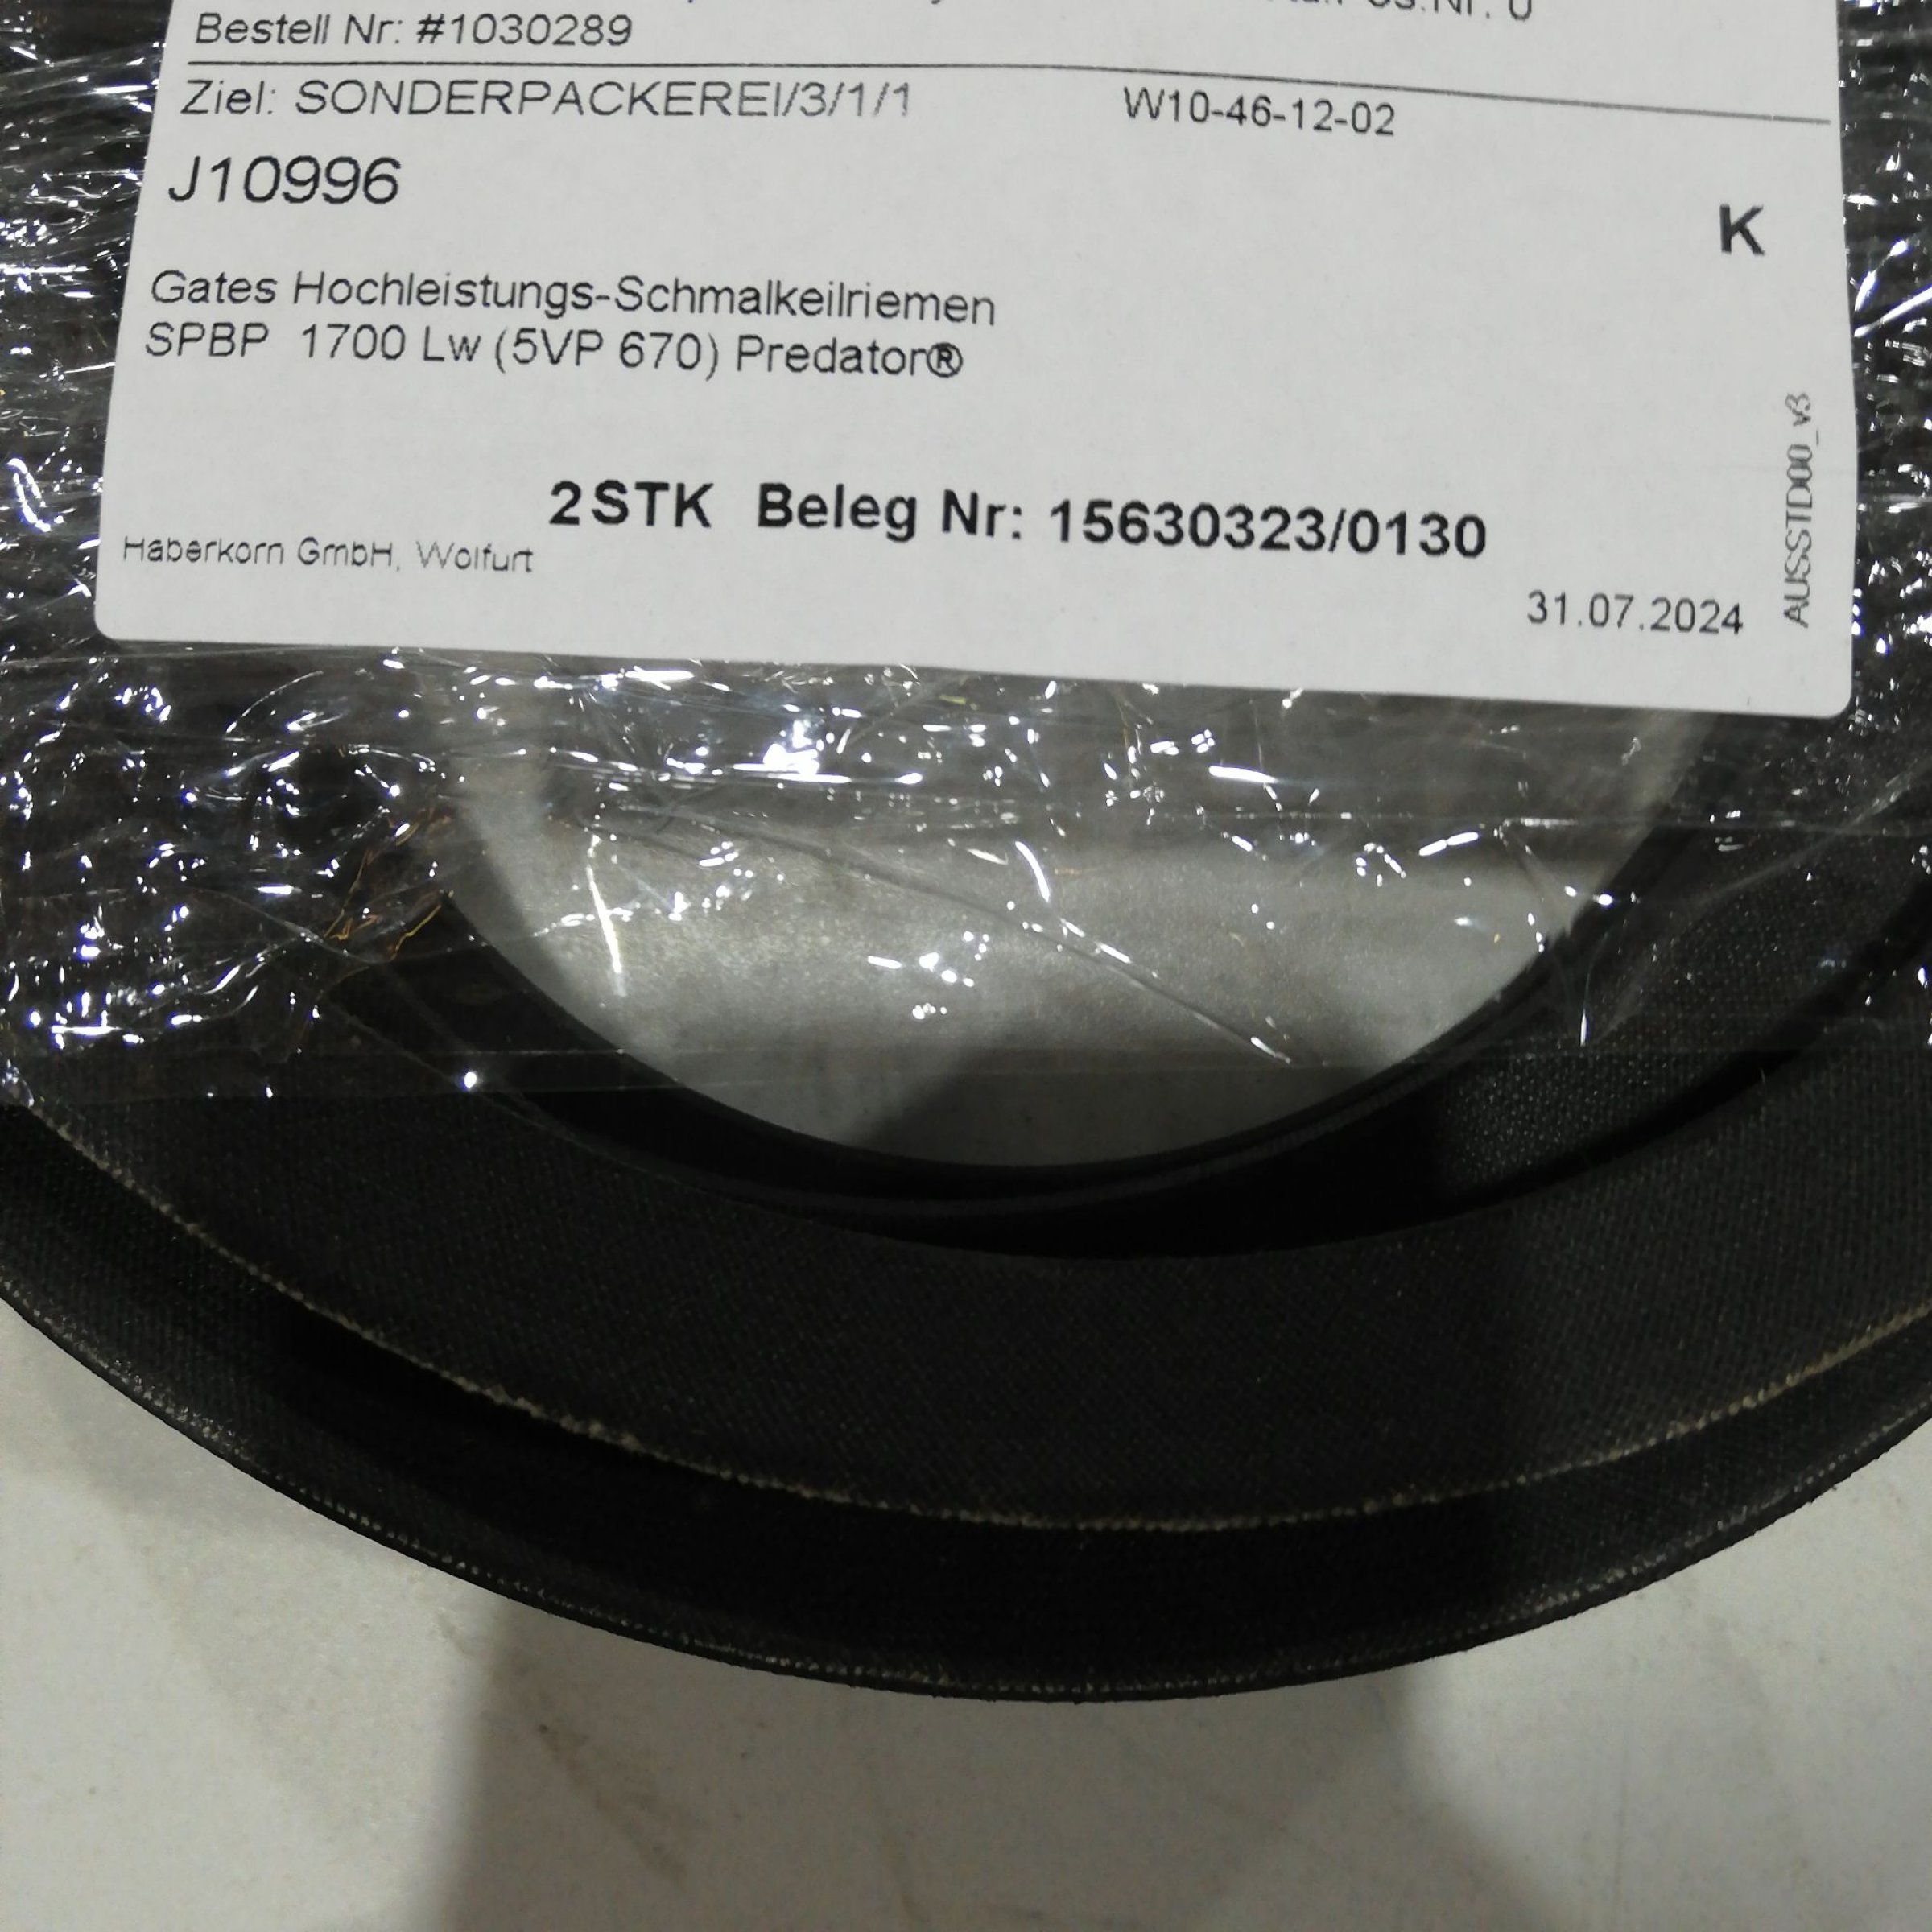 Bestell Nr: #1030289
Ziel: SONDERPACKEREI/3/1/1 W10-46-12-02
J10996
K
Gates Hochleistungs-Schmalkeilriemen
SPBP 1700 Lw (5VP 670) Predator®
2STK Beleg Nr: 15630323/0130
Haberkorn GmbH, Wolfurt
31.07.2024
AUSSTD00_v3